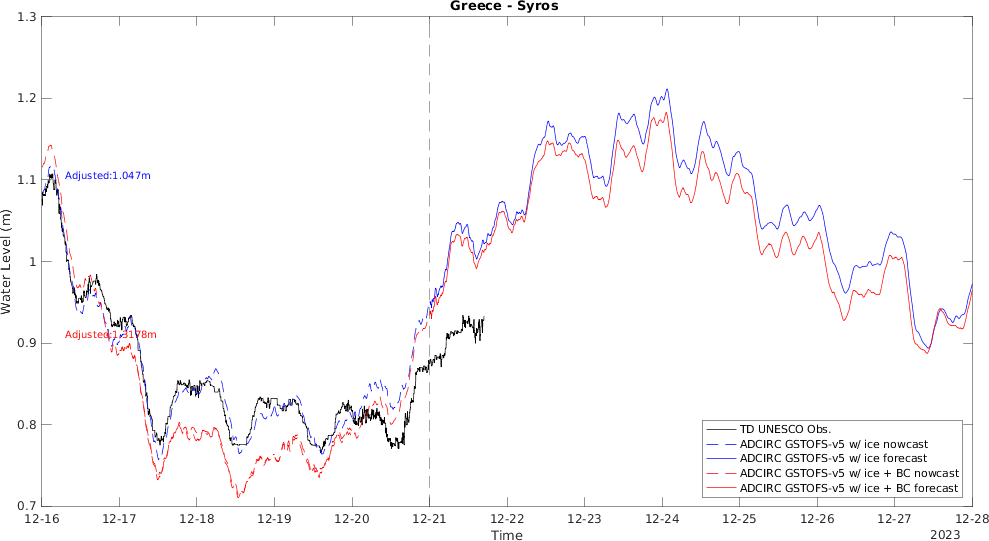 Greece - Syros
1.3
1.2
1.1
1
0.9
0.8
0.7
Water Level (m)
Adjusted:1.047m
Adjusted:1.3178m
TD UNESCO Obs.
ADCIRC GSTOFS-v5 w/ ice nowcast
ADCIRC GSTOFS-v5 w/ ice forecast
ADCIRC GSTOFS-v5 w/ ice + BC nowcast
ADCIRC GSTOFS-v5 w/ ice + BC forecast
12-16 12-17 12-18 12-19 12-20 12-21 12-22 12-23 12-24 12-25 12-26 12-27 12-28
Time
2023